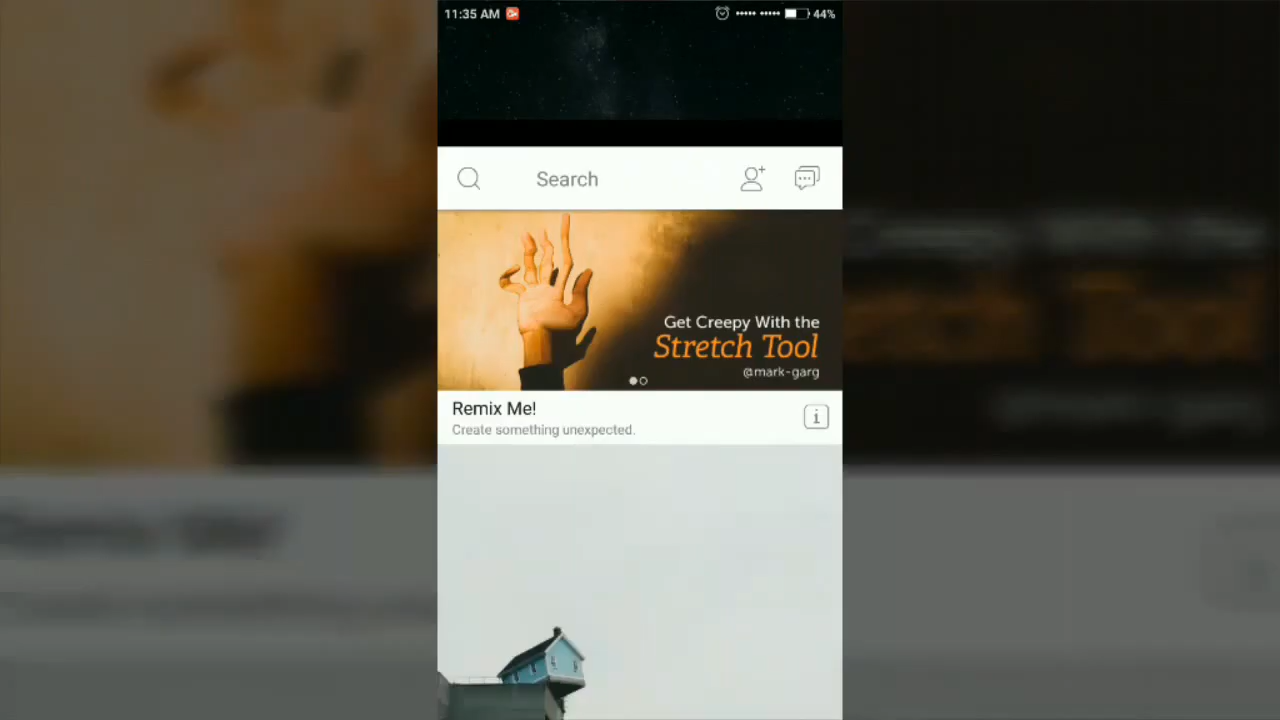 11:35 AM
44%
Search
Get Creepy With the
Stretch Tool
@mark-garg
Remix Me!
Create something unexpected.